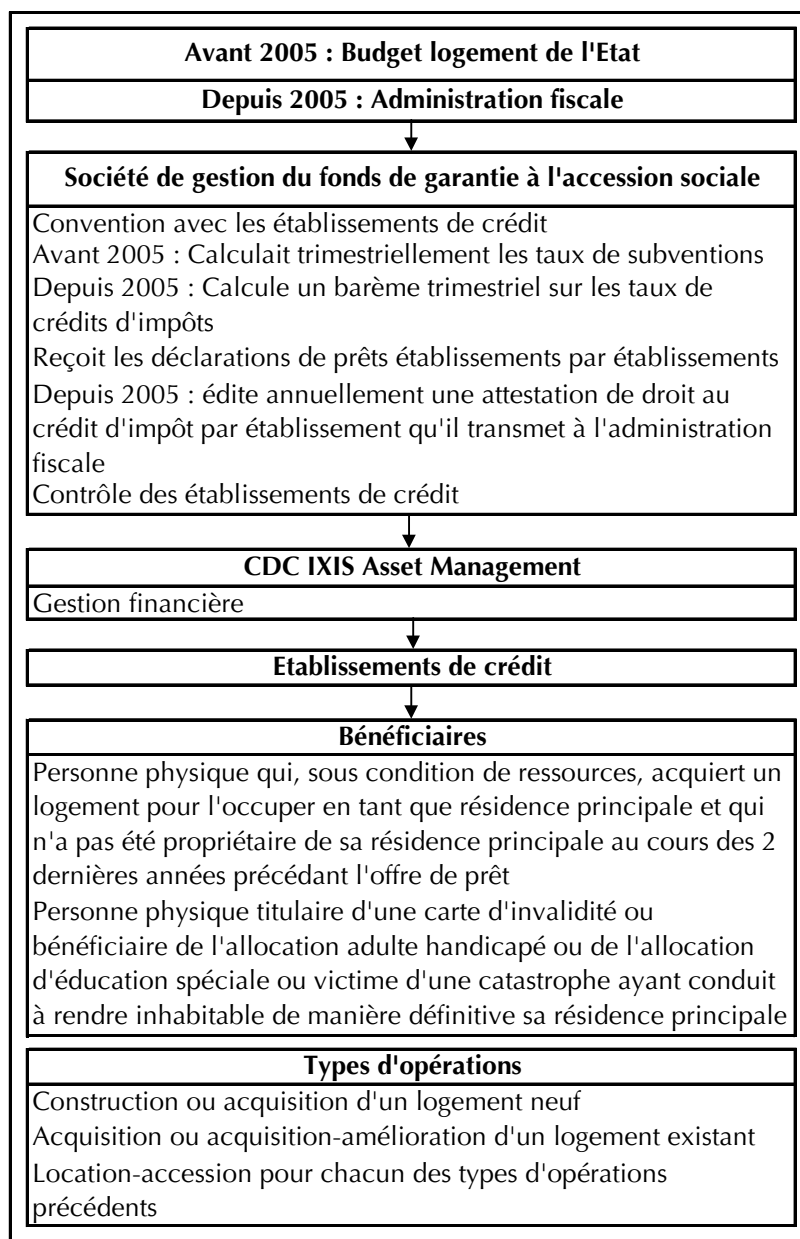 Avant 2005 : Budget logement de l'Etat
Depuis 2005 : Administration fiscale
Société de gestion du fonds de garantie à l'accession sociale
Convention avec les établissements de crédit
Avant 2005 : Calculait trimestriellement les taux de subventions
Depuis 2005 : Calcule un barème trimestriel sur les taux de
crédits d'impôts
Reçoit les déclarations de prêts établissements par établissements
Depuis 2005 : édite annuellement une attestation de droit au
crédit d'impôt par établissement qu'il transmet à l'administration
fiscale
Contrôle des établissements de crédit
CDC IXIS Asset Management
Gestion financière
Etablissements de crédit
Bénéficiaires
Personne physique qui, sous condition de ressources, acquiert un
logement pour l'occuper en tant que résidence principale et qui
n'a pas été propriétaire de sa résidence principale au cours des 2
dernières années précédant l'offre de prêt
Personne physique titulaire d'une carte d'invalidité ou
bénéficiaire de l'allocation adulte handicapé ou de l'allocation
d'éducation spéciale ou victime d'une catastrophe ayant conduit
à rendre inhabitable de manière définitive sa résidence principale
Types d'opérations
Construction ou acquisition d'un logement neuf
Acquisition ou acquisition-amélioration d'un logement existant
Location-accession pour chacun des types d'opérations
précédents